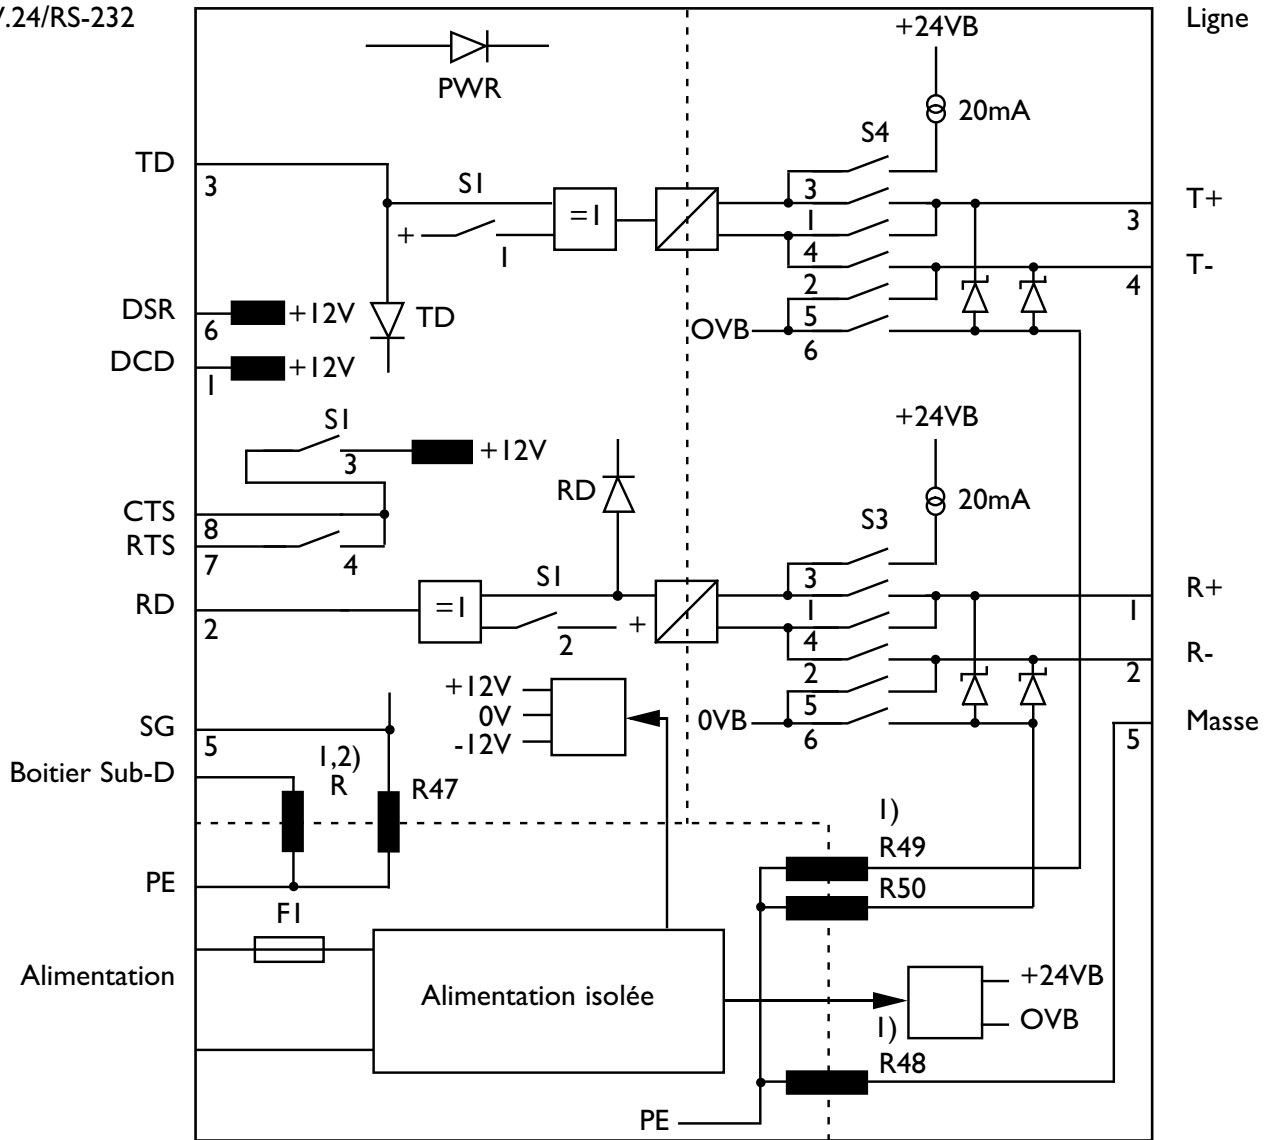 V.24/RS-232
Ligne
+24VB
PWR
20mA
S4
TD
3
S1
=1
+
1
3
1
4
2
5
6
T+
3
T-
4
DSR
6
+12V
TD
OVB
DCD
1
+12V
S1
3
+12V
+24VB
RD
20mA
CTS
8
S3
RTS
7
4
S1
3
1
4
2
5
6
R+
1
RD
2
=1
2
+
R-
2
+12V
0V
-12V
0VB
Masse
5
SG
5
1,2)
R
R47
Boitier Sub-D
1)
R49
PE
R50
F1
Alimentation
Alimentation isolée
+24VB
OVB
1)
R48
PE